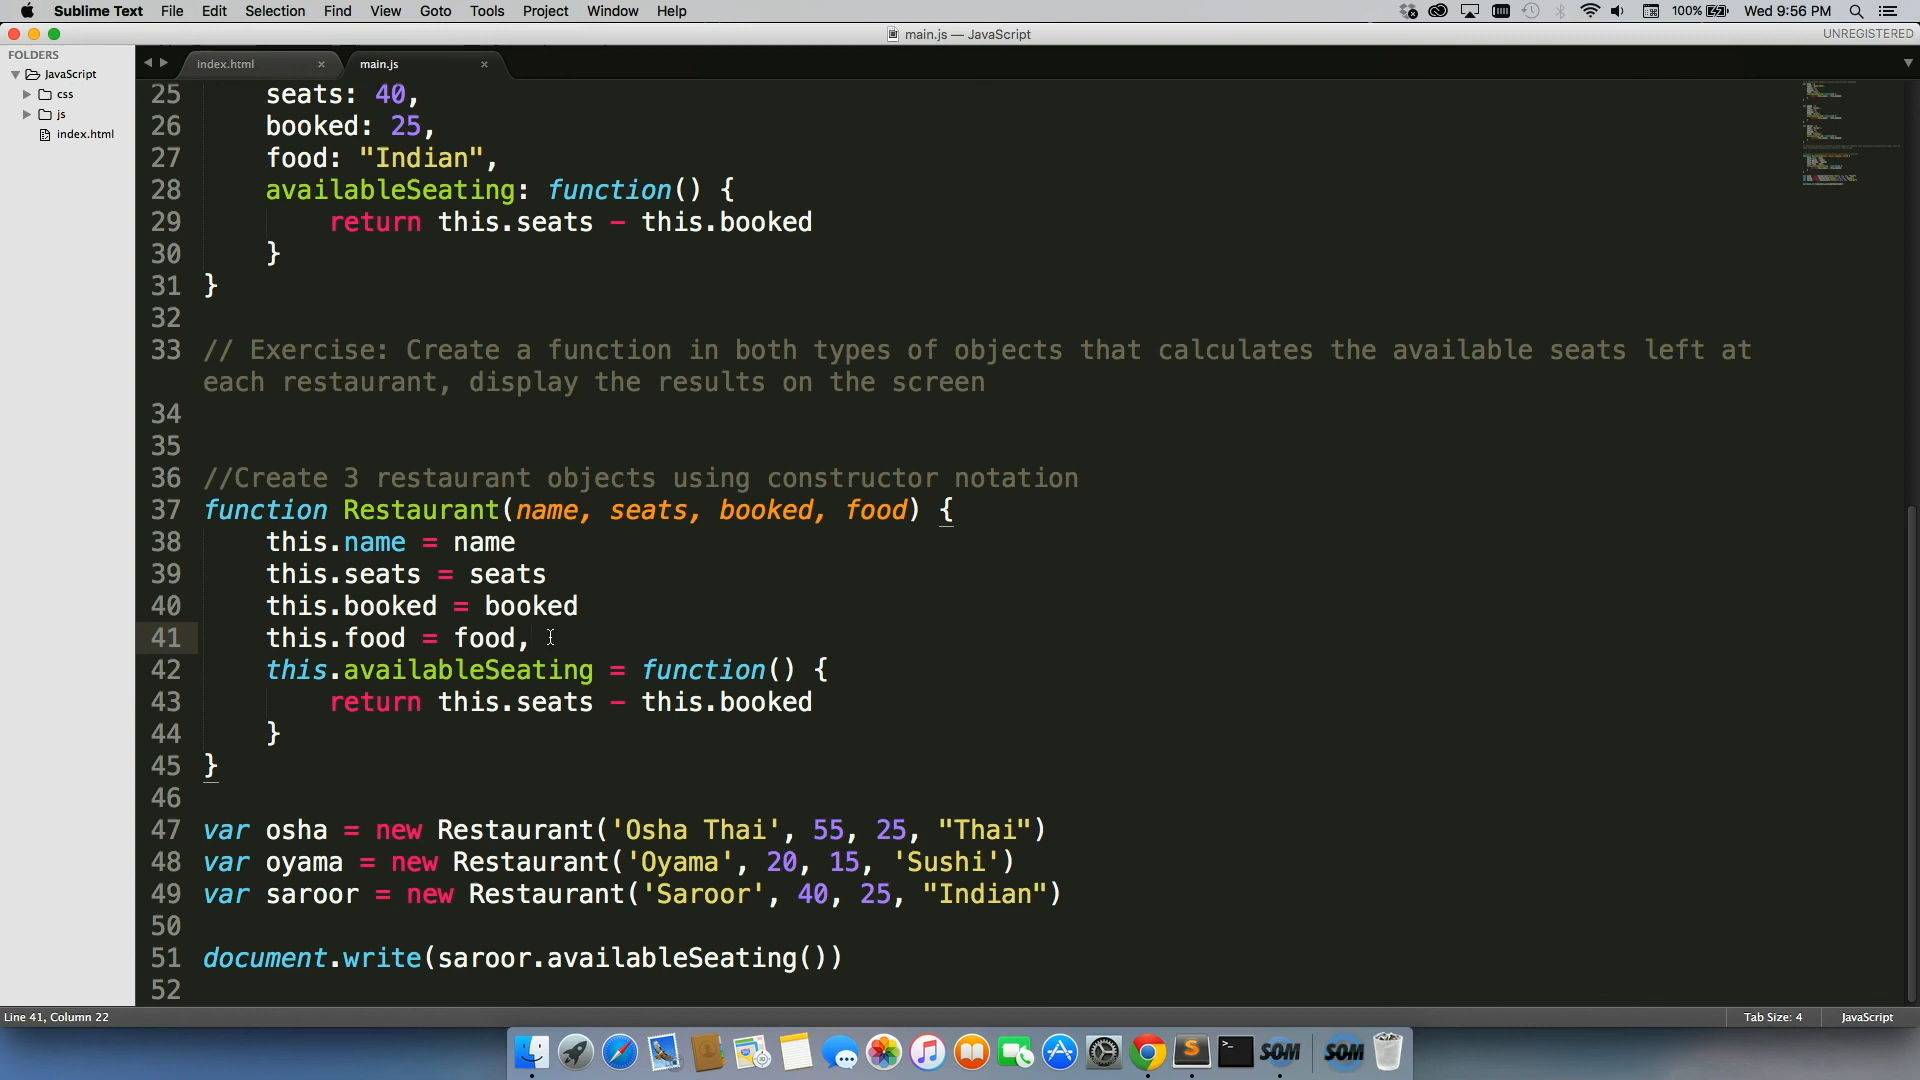 Sublime Text File Edit Selection Find View Goto Tools Project Window Help 100% Wed 9:56 PM
main.js — JavaScript UNREGISTERED
FOLDERS
JavaScript
css
js
index.html
index.html main.js
25 seats: 40,
26 booked: 25,
27 food: "Indian",
28 availableSeating: function() {
29 return this.seats - this.booked
30 }
31 }
32
33 // Exercise: Create a function in both types of objects that calculates the available seats left at
each restaurant, display the results on the screen
34
35
36 //Create 3 restaurant objects using constructor notation
37 function Restaurant(name, seats, booked, food) {
38 this.name = name
39 this.seats = seats
40 this.booked = booked
41 this.food = food,
42 this.availableSeating = function() {
43 return this.seats - this.booked
44 }
45 }
46
47 var osha = new Restaurant('Osha Thai', 55, 25, "Thai")
48 var oyama = new Restaurant('Oyama', 20, 15, 'Sushi')
49 var saroor = new Restaurant('Saroor', 40, 25, "Indian")
50
51 document.write(saroor.availableSeating())
52
Line 41, Column 22 Tab Size: 4 JavaScript
SOM SOM